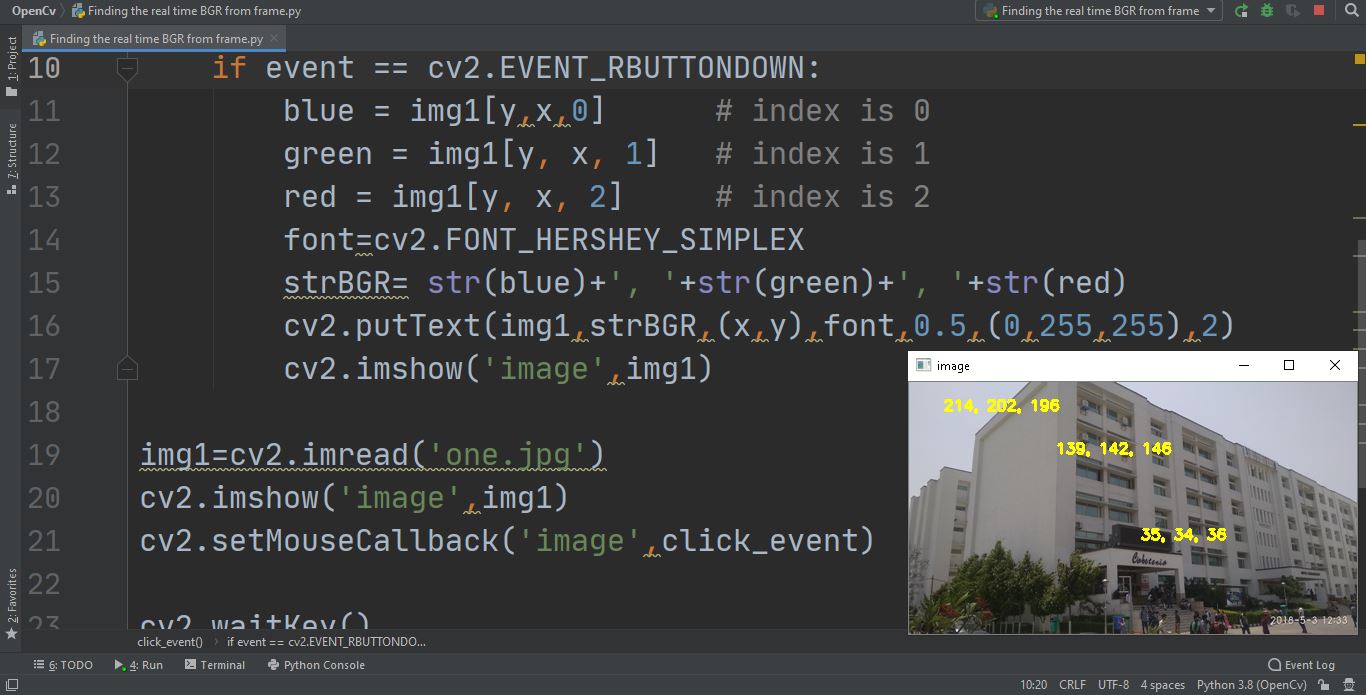 OpenCv Finding the real time BGR from frame.py Finding the real time BGR from frame
Finding the real time BGR from frame.py
1: Project
7: Structure
2: Favorites
10 if event == cv2.EVENT_RBUTTONDOWN:
11 blue = img1[y,x,0] # index is 0
12 green = img1[y, x, 1] # index is 1
13 red = img1[y, x, 2] # index is 2
14 font=cv2.FONT_HERSHEY_SIMPLEX
15 strBGR= str(blue)+', '+str(green)+', '+str(red)
16 cv2.putText(img1,strBGR,(x,y),font,0.5,(0,255,255),2)
17 cv2.imshow('image',img1)
18
19 img1=cv2.imread('one.jpg')
20 cv2.imshow('image',img1)
21 cv2.setMouseCallback('image',click_event)
22
23 cv2.waitKey()
image
214, 202, 196
139, 142, 146
35, 34, 36
2018-5-3 12:33
click_event() if event == cv2.EVENT_RBUTTONDO...
6: TODO 4: Run Terminal Python Console Event Log
10:20 CRLF UTF-8 4 spaces Python 3.8 (OpenCv)